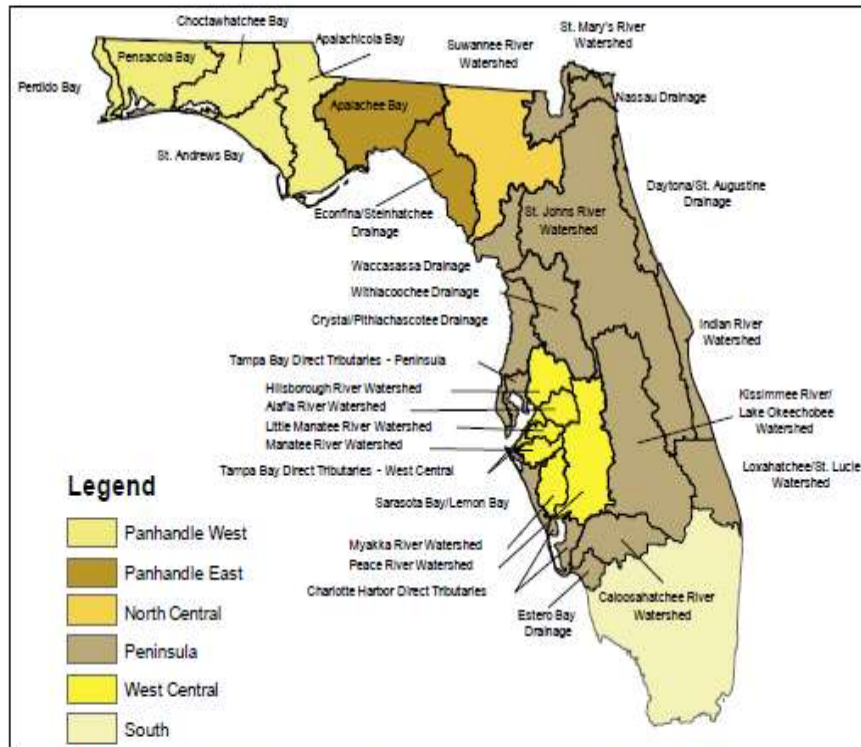 Choctawhatchee Bay
Pensacola Bay
Apalachicola Bay
Perdido Bay
Suwannee River
Watershed
St. Mary's River
Watershed
Apalachee Bay
Nassau Drainage
St. Andrews Bay
Econfina/Steinhatchee
Drainage
St. Johns River
Watershed
Daytona/St. Augustine
Drainage
Waccasassa Drainage
Withlacoochee Drainage
Crystal/Pithlachascotee Drainage
Indian River
Watershed
Tampa Bay Direct Tributaries - Peninsula
Hillsborough River Watershed
Alafia River Watershed
Little Manatee River Watershed
Manatee River Watershed
Tampa Bay Direct Tributaries - West Central
Kissimmee River/
Lake Okeechobee
Watershed
Loxahatchee/St. Lucie
Watershed
Sarasota Bay/Lemon Bay
Myakka River Watershed
Peace River Watershed
Charlotte Harbor Direct Tributaries
Estero Bay
Drainage
Caloosahatchee River
Watershed
Legend
Panhandle West
Panhandle East
North Central
Peninsula
West Central
South